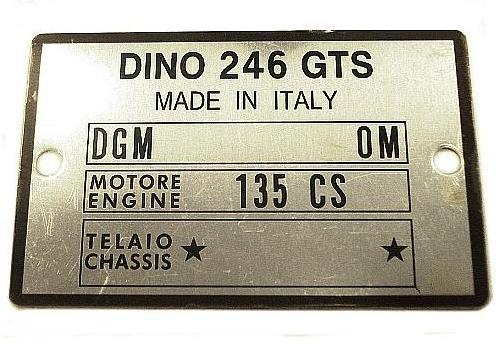 DINO 246 GTS
MADE IN ITALY
DGM OM
MOTORE
ENGINE 135 CS
TELAIO
CHASSIS ★ ★